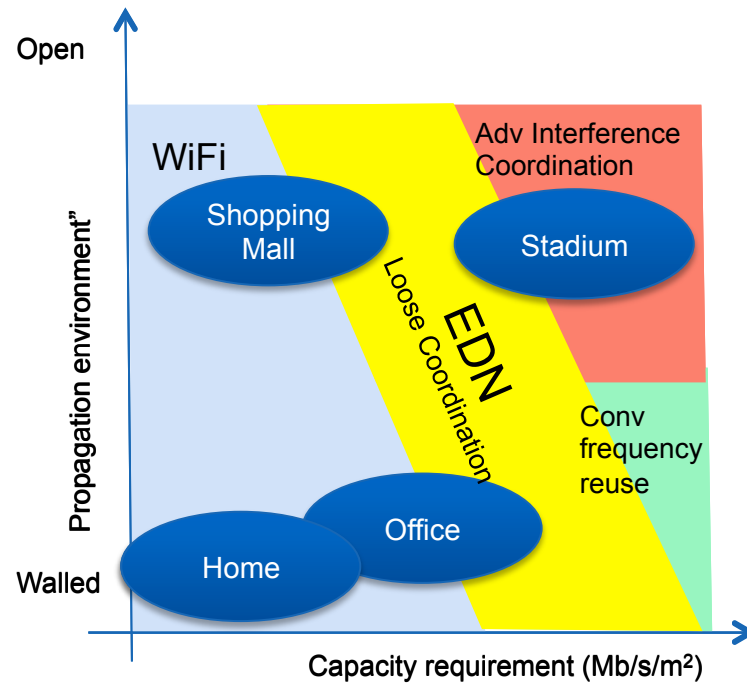 Open
WiFi
Adv Interference
Coordination
Shopping
Mall
Stadium
EDN
Loose Coordination
Propagation environment”
Conv
frequency
reuse
Office
Home
Walled
Capacity requirement (Mb/s/m²)